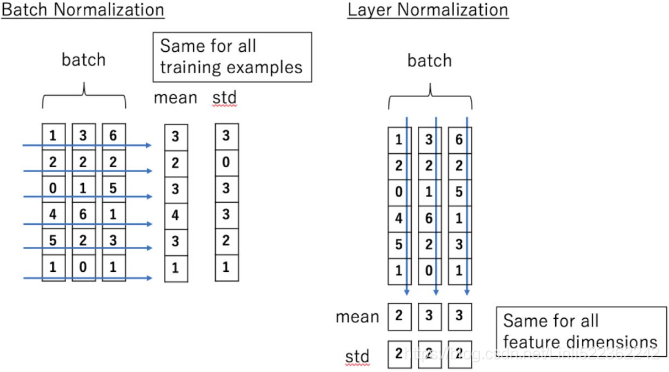 Batch Normalization
batch
Same for all
training examples
mean std
1 3 6 3 3
2 2 2 2 0
0 1 5 3 3
4 6 1 4 3
5 2 3 3 2
1 0 1 1 1
Layer Normalization
batch
1 3 6
2 2 2
0 1 5
4 6 1
5 2 3
1 0 1
mean 2 3 3
std 2 2 2
Same for all
feature dimensions